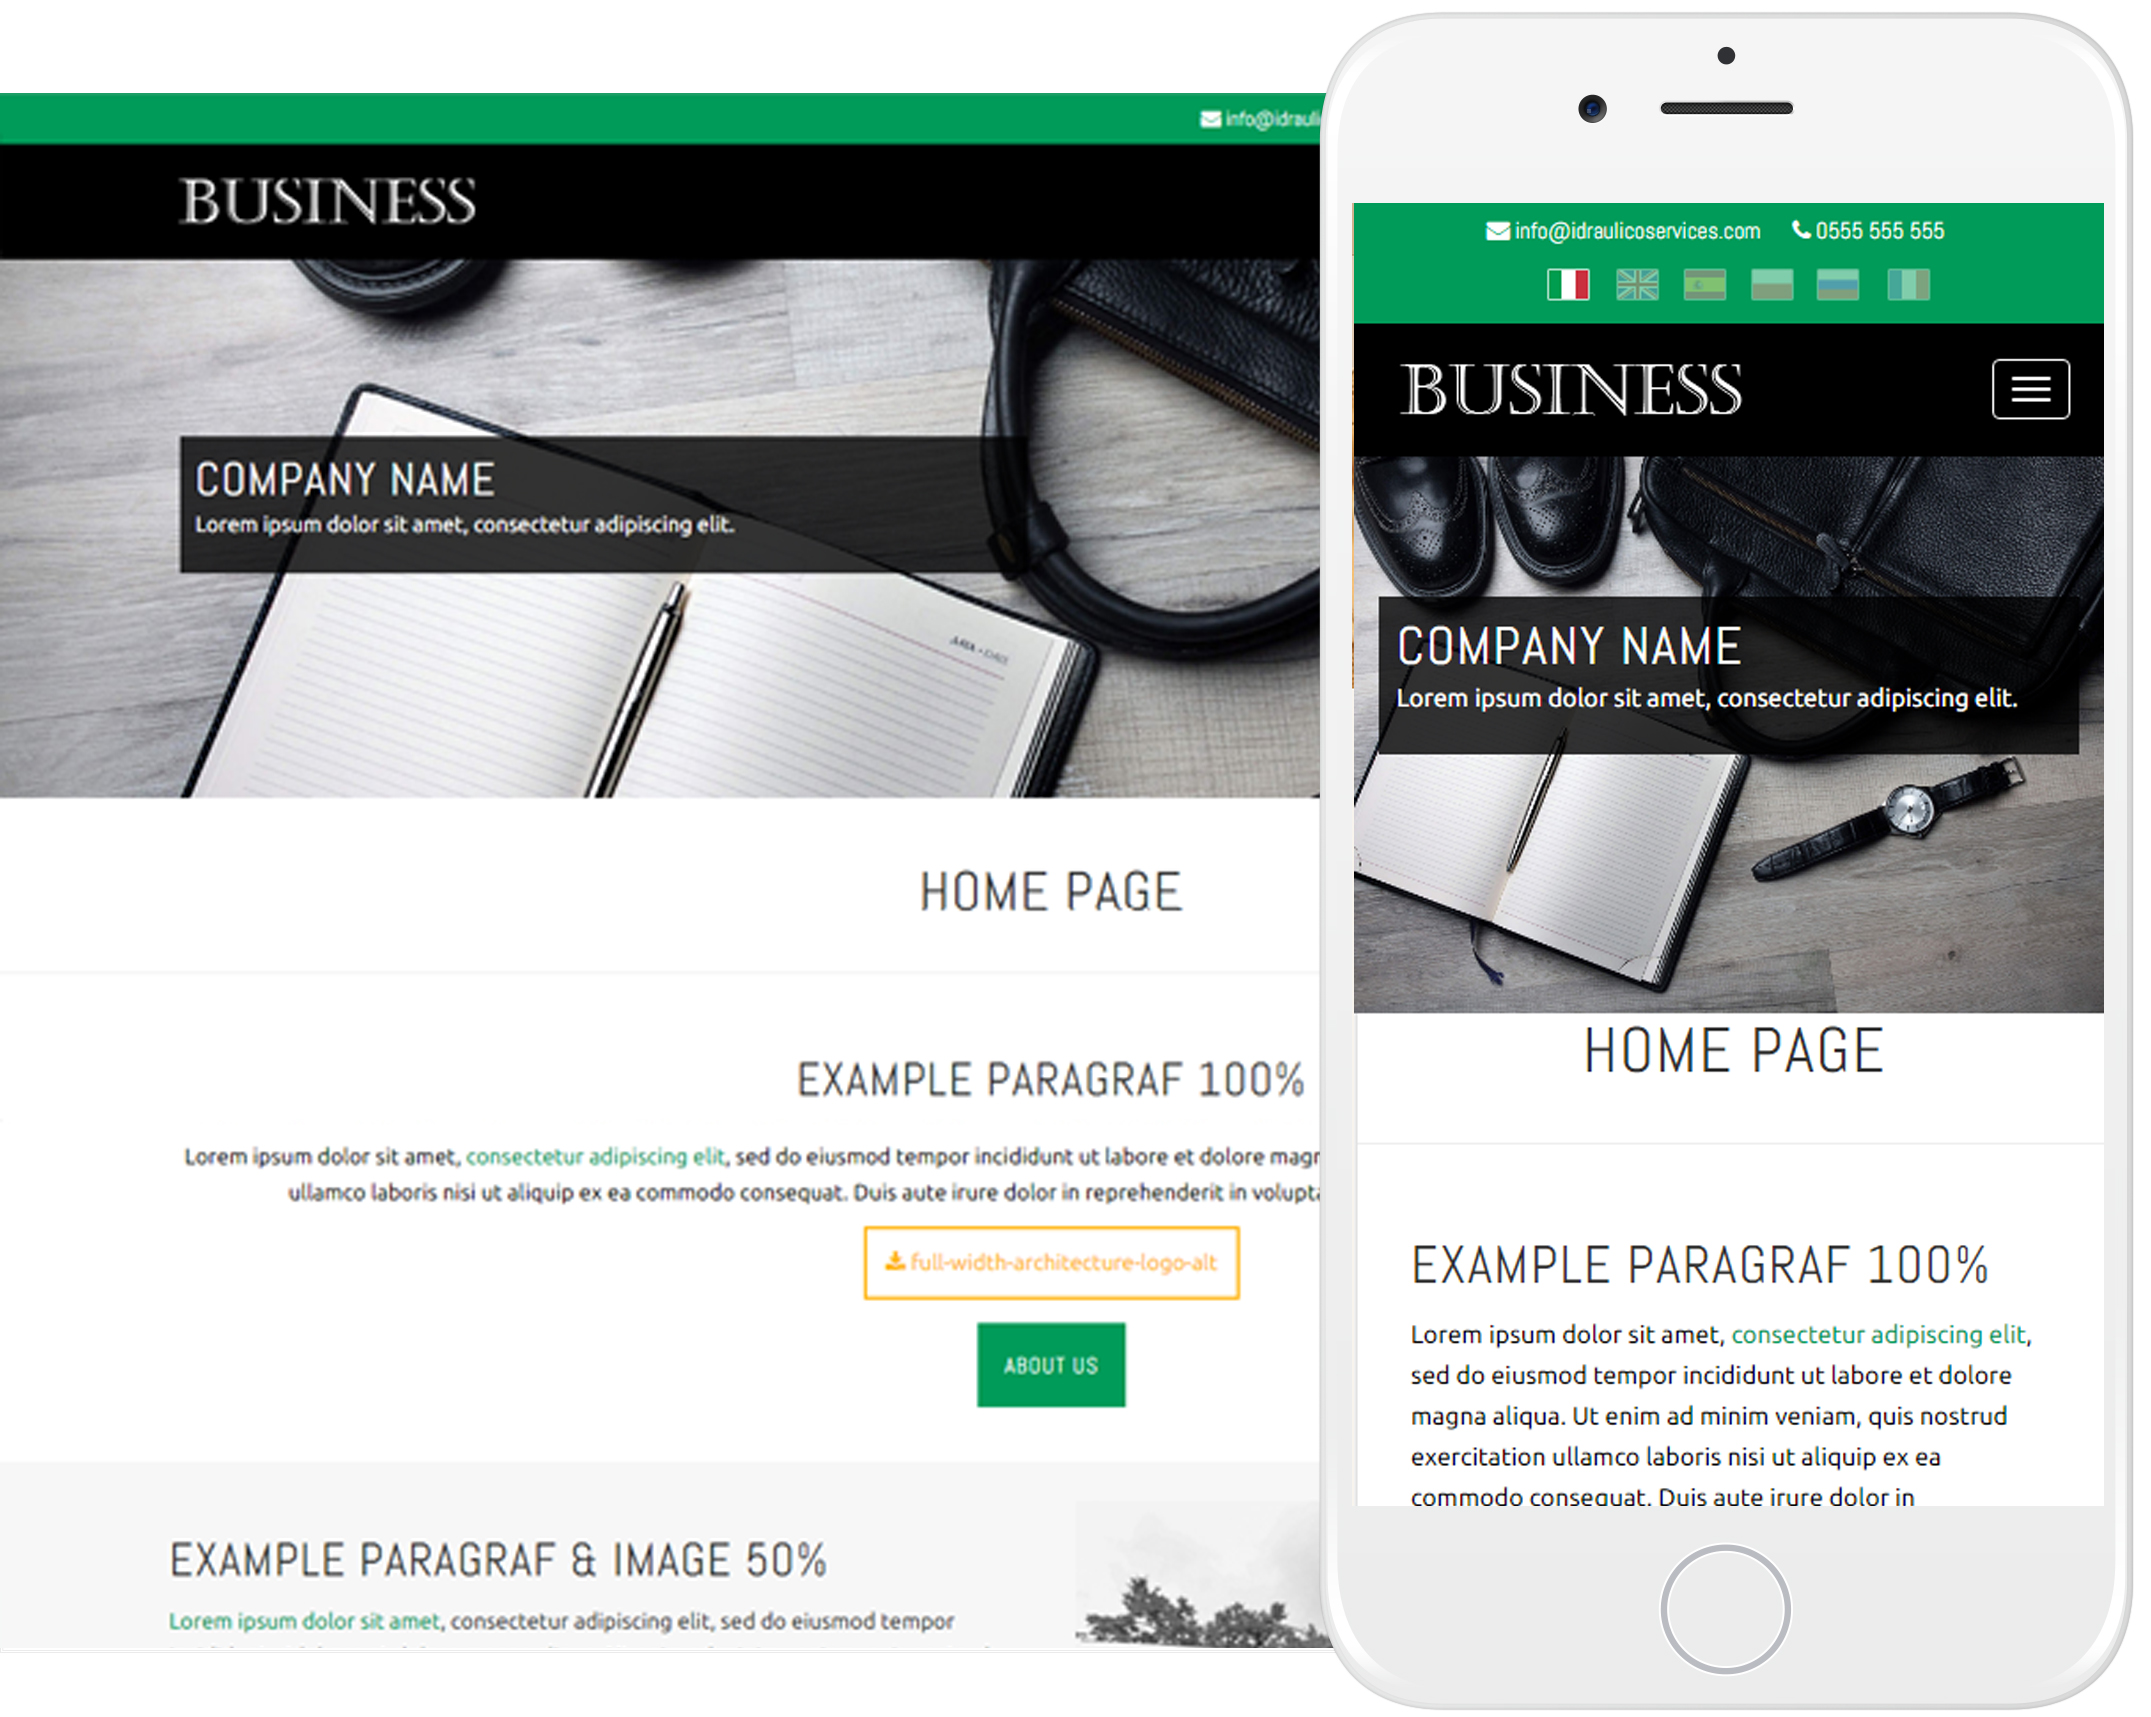 info@idrauli
BUSINESS
COMPANY NAME
Lorem ipsum dolor sit amet, consectetur adipiscing elit.
HOME PAGE
EXAMPLE PARAGRAF 100%
Lorem ipsum dolor sit amet, consectetur adipiscing elit, sed do eiusmod tempor incididunt ut labore et dolore magn
ullamco laboris nisi ut aliquip ex ea commodo consequat. Duis aute irure dolor in reprehenderit in volupta
full-width-architecture-logo-alt
ABOUT US
EXAMPLE PARAGRAF & IMAGE 50%
Lorem ipsum dolor sit amet, consectetur adipiscing elit, sed do eiusmod tempor
info@idraulicoservices.com 0555 555 555
BUSINESS
COMPANY NAME
Lorem ipsum dolor sit amet, consectetur adipiscing elit.
HOME PAGE
EXAMPLE PARAGRAF 100%
Lorem ipsum dolor sit amet, consectetur adipiscing elit,
sed do eiusmod tempor incididunt ut labore et dolore
magna aliqua. Ut enim ad minim veniam, quis nostrud
exercitation ullamco laboris nisi ut aliquip ex ea
commodo consequat. Duis aute irure dolor in